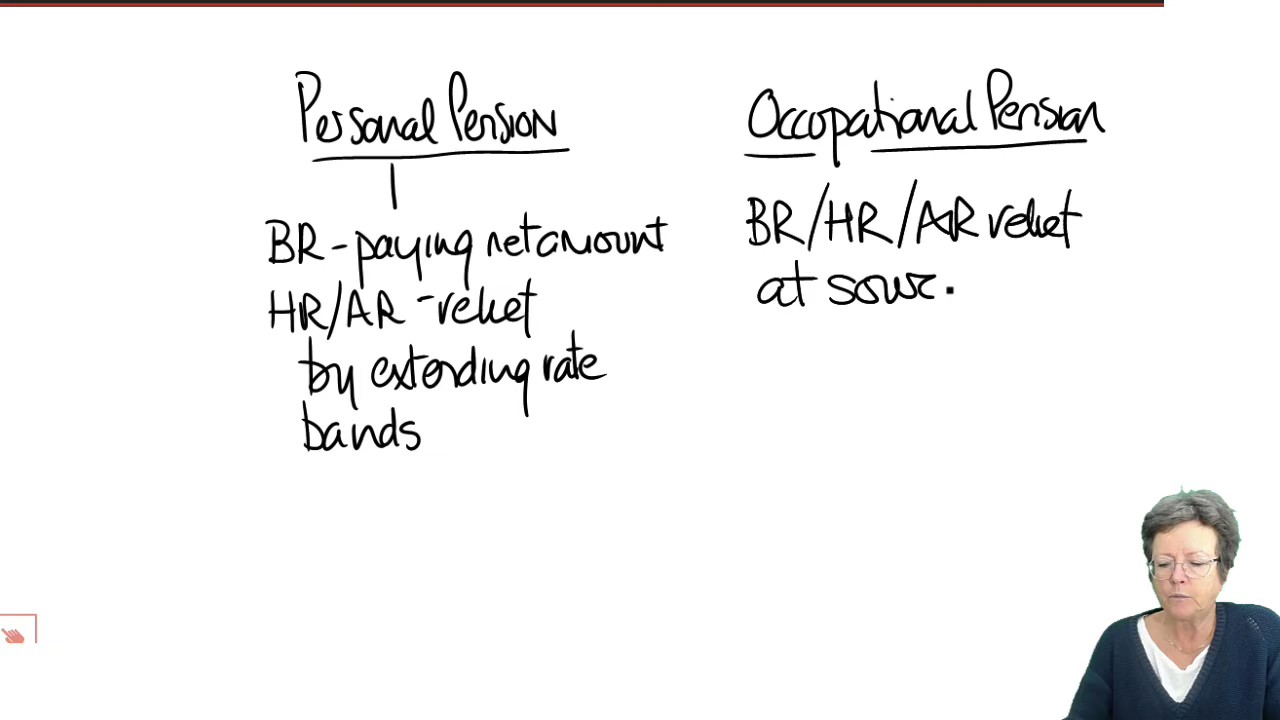 Personal Pension
BR - paying net amount
HR/AR - relief
by extending rate
bands
Occupational Pension
BR/HR/AR relief
at sourc